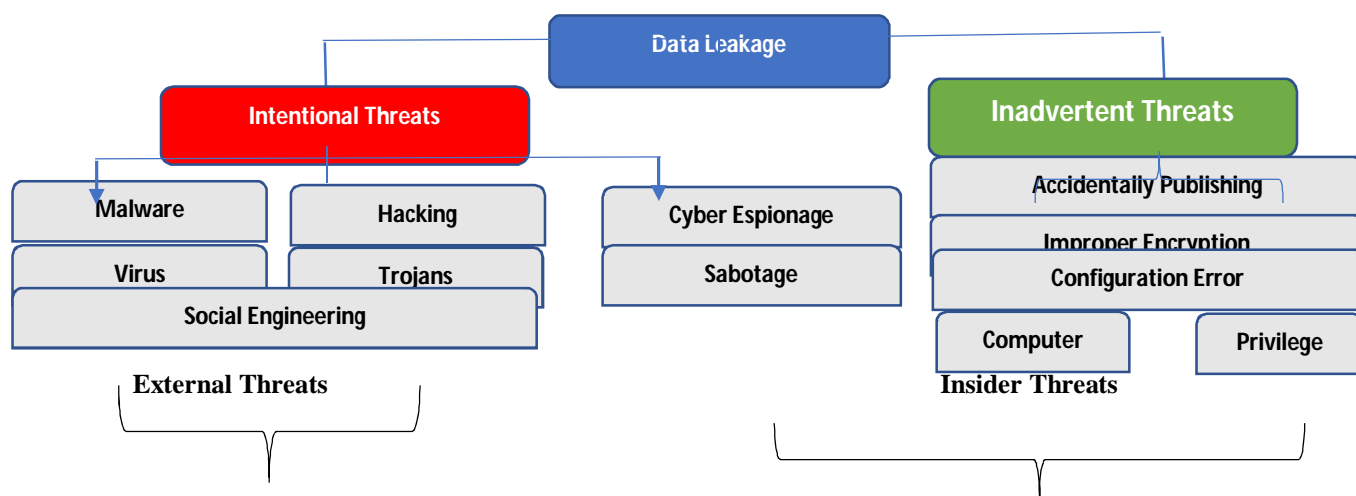 Data Leakage
Intentional Threats
Inadvertent Threats
Malware
Hacking
Virus
Trojans
Social Engineering
Cyber Espionage
Sabotage
Accidentally Publishing
Improper Encryption
Configuration Error
Computer
Privilege
External Threats
Insider Threats